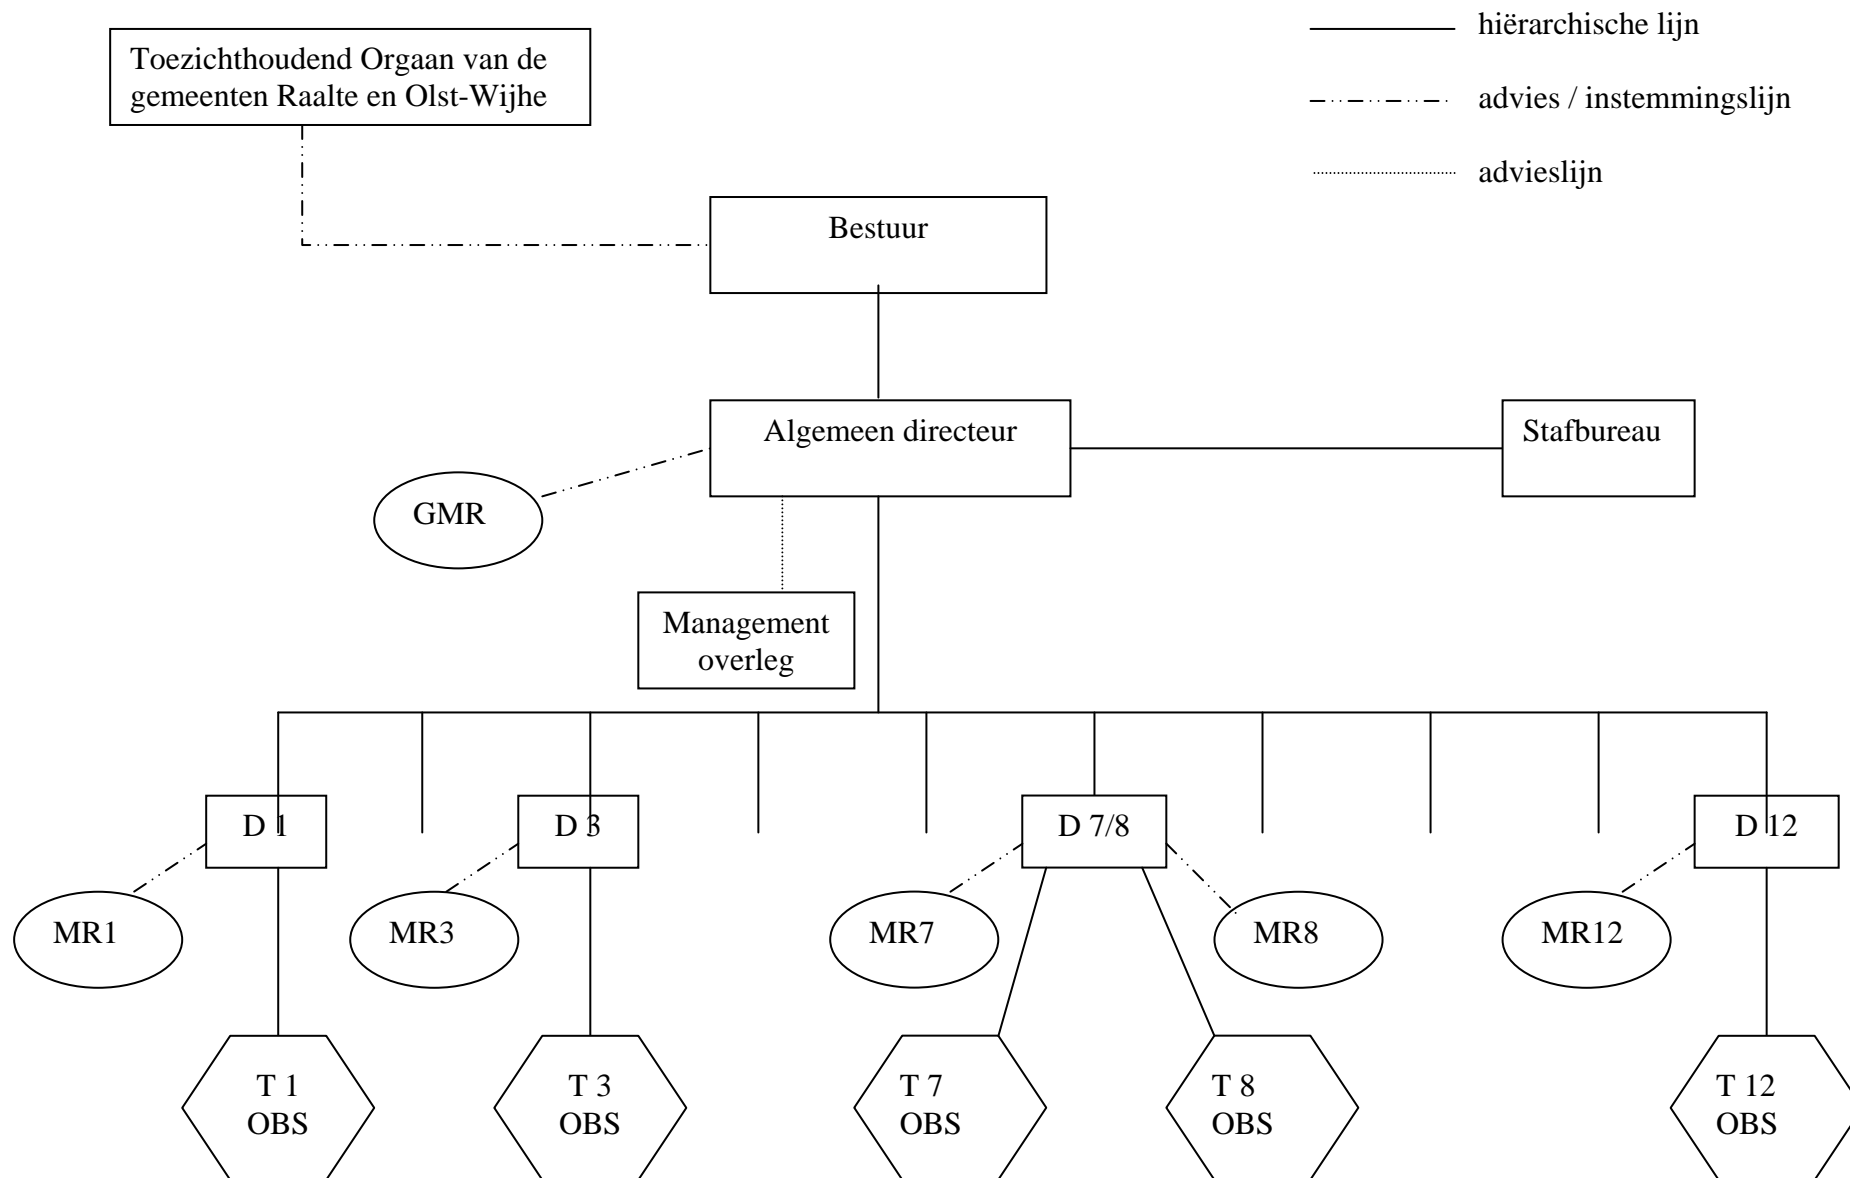 hiërarchische lijn
Toezichthoudend Orgaan van de
gemeenten Raalte en Olst-Wijhe
advies / instemmingslijn
advieslijn
Bestuur
Algemeen directeur
Stafbureau
GMR
Management
overleg
D 1
D 3
D 7/8
D 12
MR1
MR3
MR7
MR8
MR12
T 1
OBS
T 3
OBS
T 7
OBS
T 8
OBS
T 12
OBS